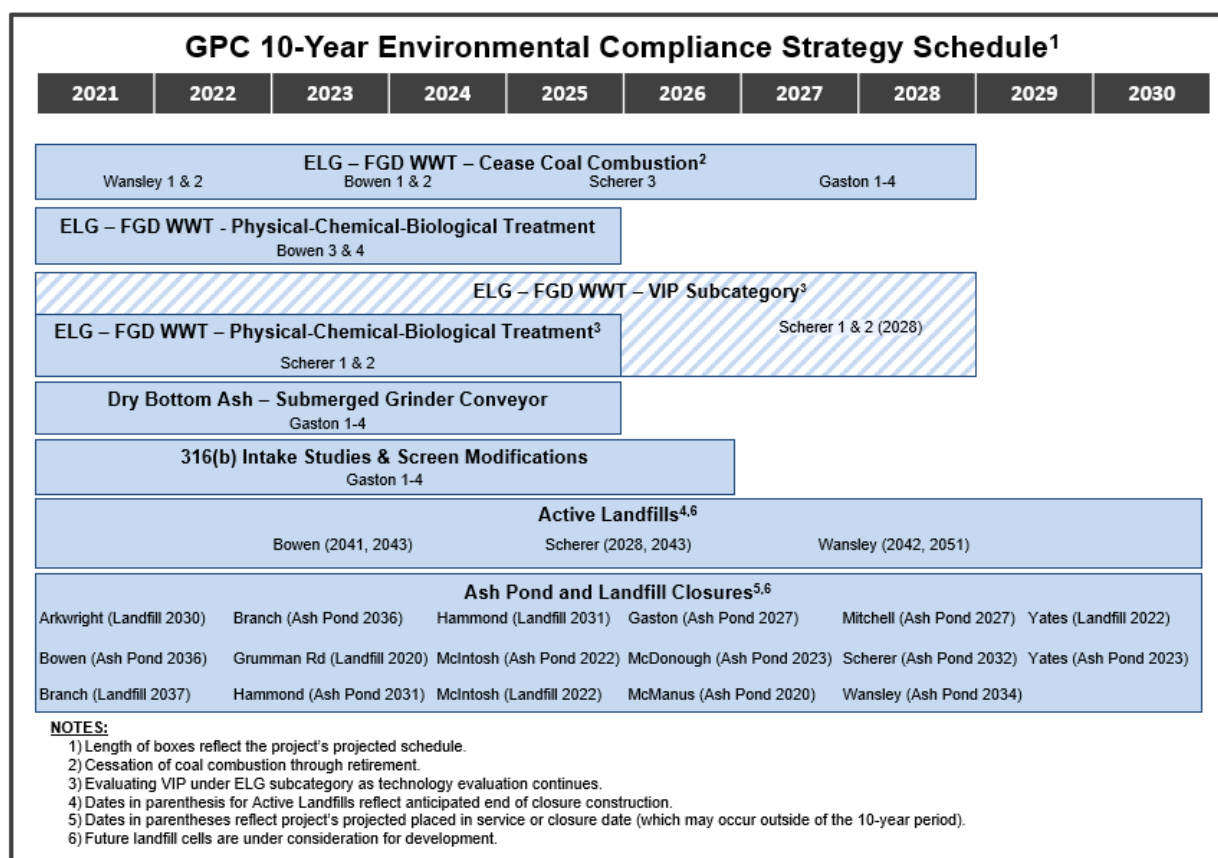 GPC 10-Year Environmental Compliance Strategy Schedule¹
2021 2022 2023 2024 2025 2026 2027 2028 2029 2030
ELG – FGD WWT – Cease Coal Combustion²
Wansley 1 & 2 Bowen 1 & 2 Scherer 3 Gaston 1-4
ELG – FGD WWT - Physical-Chemical-Biological Treatment
Bowen 3 & 4
ELG – FGD WWT – VIP Subcategory³
Scherer 1 & 2 (2028)
ELG – FGD WWT – Physical-Chemical-Biological Treatment³
Scherer 1 & 2
Dry Bottom Ash – Submerged Grinder Conveyor
Gaston 1-4
316(b) Intake Studies & Screen Modifications
Gaston 1-4
Active Landfills⁴,⁶
Bowen (2041, 2043) Scherer (2028, 2043) Wansley (2042, 2051)
Ash Pond and Landfill Closures⁵,⁶
Arkwright (Landfill 2030) Branch (Ash Pond 2036) Hammond (Landfill 2031) Gaston (Ash Pond 2027) Mitchell (Ash Pond 2027) Yates (Landfill 2022)
Bowen (Ash Pond 2036) Grumman Rd (Landfill 2020) McIntosh (Ash Pond 2022) McDonough (Ash Pond 2023) Scherer (Ash Pond 2032) Yates (Ash Pond 2023)
Branch (Landfill 2037) Hammond (Ash Pond 2031) McIntosh (Landfill 2022) McManus (Ash Pond 2020) Wansley (Ash Pond 2034)
NOTES:
1) Length of boxes reflect the project's projected schedule.
2) Cessation of coal combustion through retirement.
3) Evaluating VIP under ELG subcategory as technology evaluation continues.
4) Dates in parenthesis for Active Landfills reflect anticipated end of closure construction.
5) Dates in parentheses reflect project's projected placed in service or closure date (which may occur outside of the 10-year period).
6) Future landfill cells are under consideration for development.